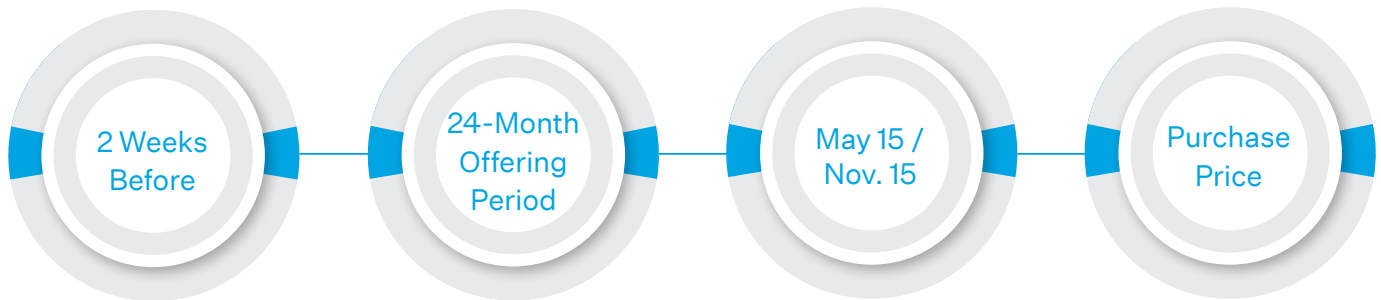 2 Weeks
Before
24-Month
Offering
Period
May 15 /
Nov. 15
Purchase
Price